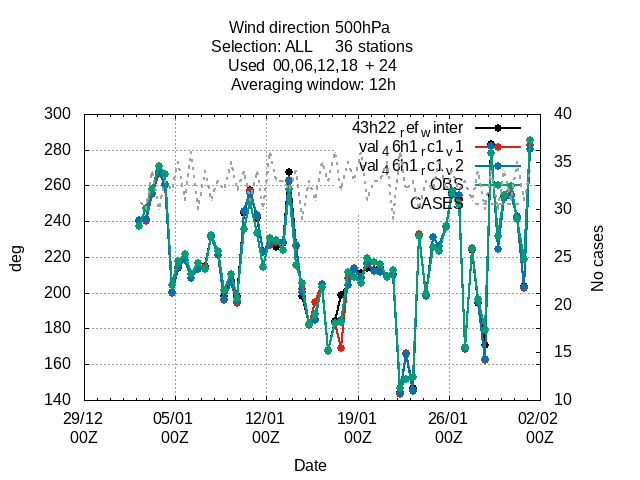 Wind direction 500hPa
Selection: ALL 36 stations
Used 00,06,12,18 + 24
Averaging window: 12h
43h22_ref_winter
val_46h1_rc1_v1
val_46h1_rc1_v2
OBS
CASES
300
280
260
240
220
200
180
160
140
deg
40
35
30
25
20
15
10
No cases
29/12 05/01 12/01 19/01 26/01 02/02
00Z 00Z 00Z 00Z 00Z 00Z
Date